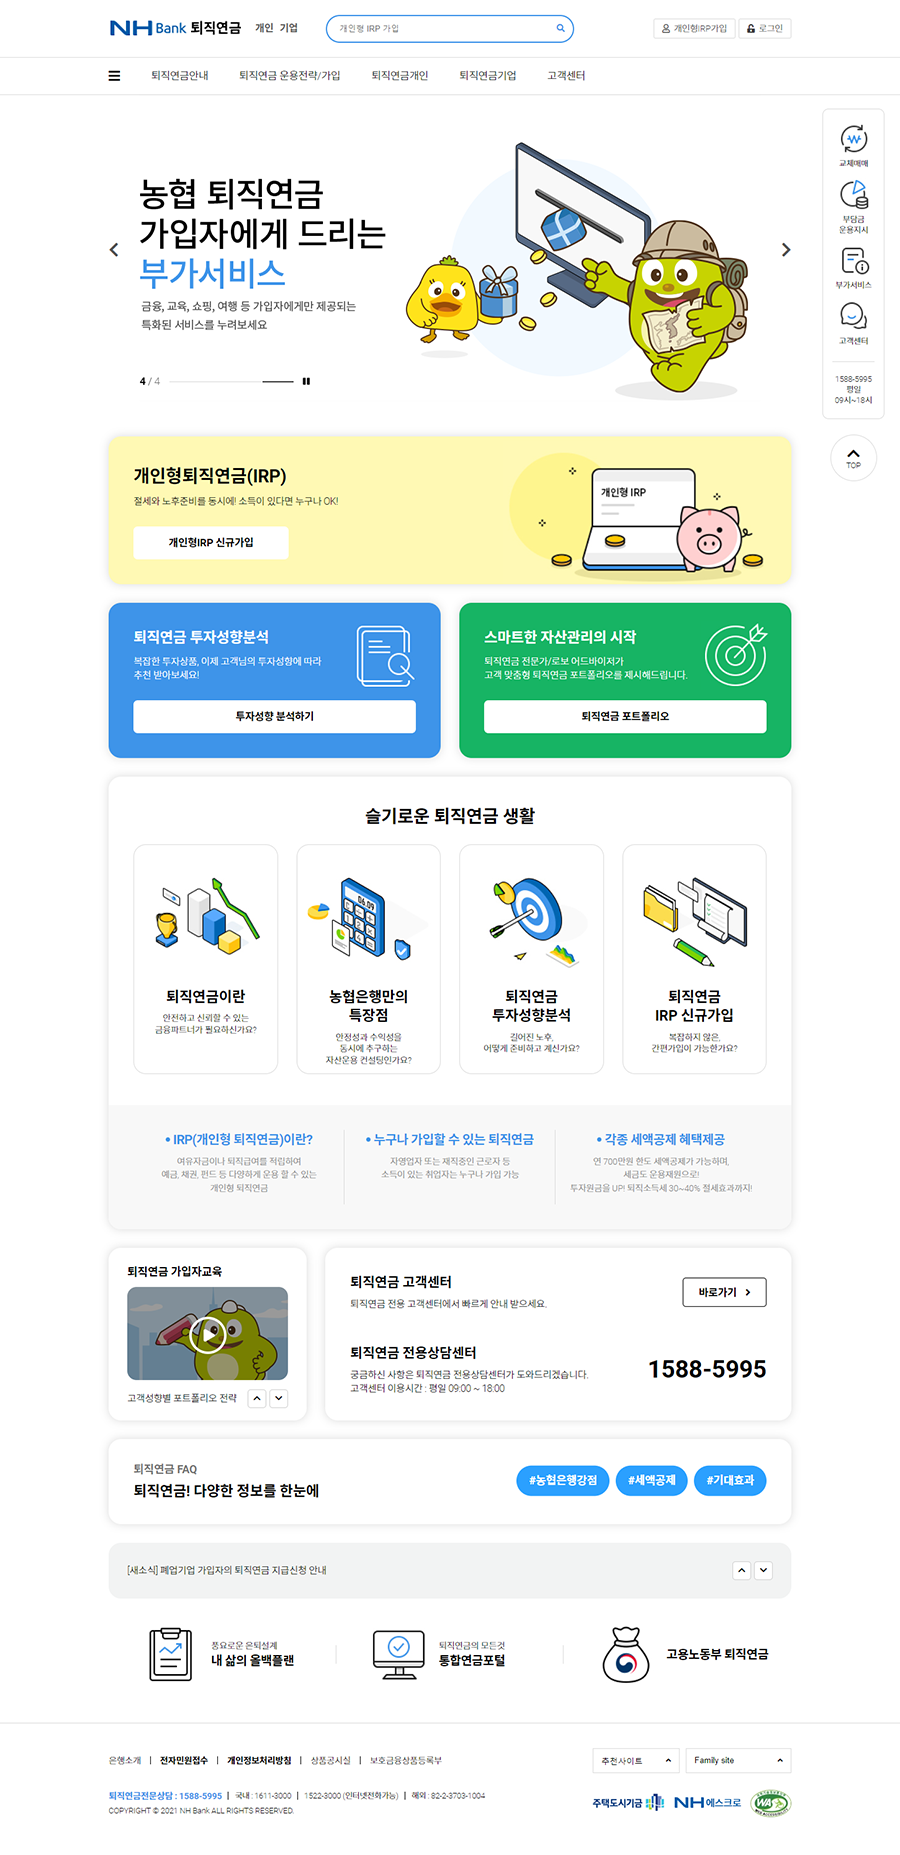 NH Bank 퇴직연금 개인 기업
개인형 IRP 가입
개인형IRP가입
로그인
퇴직연금안내
퇴직연금 운용전략/가입
퇴직연금개인
퇴직연금기업
고객센터
농협 퇴직연금
가입자에게 드리는
부가서비스
금융, 교육, 쇼핑, 여행 등 가입자에게만 제공되는
특화된 서비스를 누려보세요
4 / 4
교체매매
부담금
운용지시
부가서비스
고객센터
1588-5995
평일
09시~18시
TOP
개인형퇴직연금(IRP)
절세와 노후준비를 동시에! 소득이 있다면 누구나 OK!
개인형IRP 신규가입
개인형 IRP
퇴직연금 투자성향분석
복잡한 투자상품, 이제 고객님의 투자성향에 따라
추천 받아보세요!
투자성향 분석하기
스마트한 자산관리의 시작
퇴직연금 전문가/로보 어드바이저가
고객 맞춤형 퇴직연금 포트폴리오를 제시해드립니다.
퇴직연금 포트폴리오
슬기로운 퇴직연금 생활
퇴직연금이란
안전하고 신뢰할 수 있는
금융파트너가 필요하신가요?
06.09
농협은행만의
특장점
안정성과 수익성을
동시에 추구하는
자산운용 컨설팅인가요?
퇴직연금
투자성향분석
길어진 노후,
어떻게 준비하고 계신가요?
퇴직연금
IRP 신규가입
복잡하지 않은,
간편가입이 가능한가요?
• IRP(개인형 퇴직연금)이란?
여유자금이나 퇴직급여를 적립하여
예금, 채권, 펀드 등 다양하게 운용 할 수 있는
개인형 퇴직연금
• 누구나 가입할 수 있는 퇴직연금
자영업자 또는 재직중인 근로자 등
소득이 있는 취업자는 누구나 가입 가능
• 각종 세액공제 혜택제공
연 700만원 한도 세액공제가 가능하며,
세금도 운용재원으로!
투자원금을 UP! 퇴직소득세 30~40% 절세효과까지!
퇴직연금 가입자교육
고객성향별 포트폴리오 전략
퇴직연금 고객센터
퇴직연금 전용 고객센터에서 빠르게 안내 받으세요.
바로가기
퇴직연금 전용상담센터
궁금하신 사항은 퇴직연금 전용상담센터가 도와드리겠습니다.
고객센터 이용시간 : 평일 09:00 ~ 18:00
1588-5995
퇴직연금 FAQ
퇴직연금! 다양한 정보를 한눈에
#농협은행강점
#세액공제
#기대효과
[새소식] 폐업기업 가입자의 퇴직연금 지급신청 안내
풍요로운 은퇴설계
내 삶의 올백플랜
퇴직연금의 모든것
통합연금포털
고용노동부 퇴직연금
은행소개 | 전자민원접수 | 개인정보처리방침 | 상품공시실 | 보호금융상품등록부
추천사이트
Family site
퇴직연금전문상담 : 1588-5995 | 국내 : 1611-3000 | 1522-3000 (인터넷전화가능) | 해외 : 82-2-3703-1004
COPYRIGHT © 2021 NH Bank ALL RIGHTS RESERVED.
주택도시기금
NH에스크로
WA